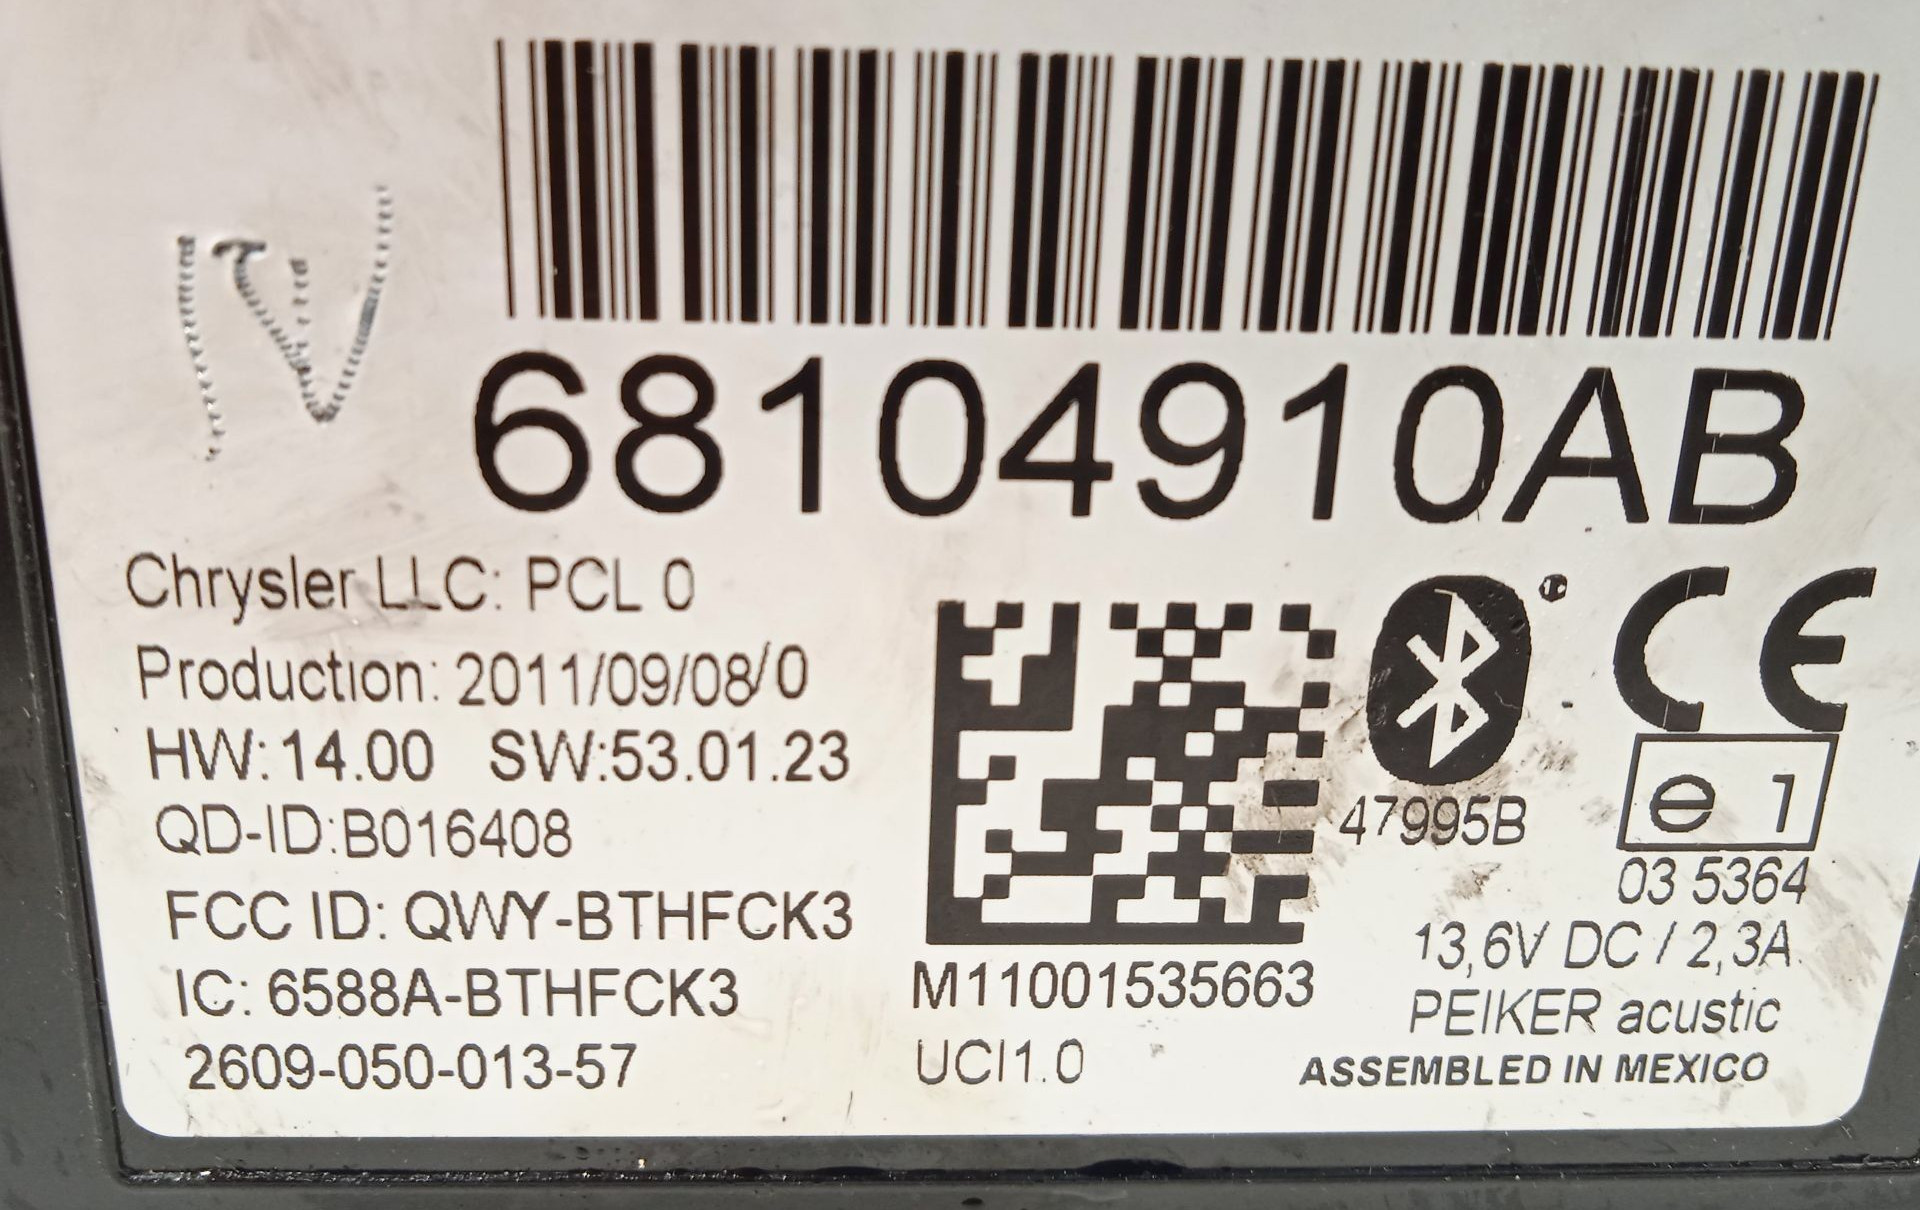 68104910AB
Chrysler LLC: PCL 0
Production: 2011/09/08/0
HW: 14.00 SW:53.01.23
QD-ID:B016408
FCC ID: QWY-BTHFCK3
IC: 6588A-BTHFCK3
2609-050-013-57
M11001535663
UCI1.0
47995B
CE
e 1
03 5364
13,6V DC / 2,3A
PEIKER acustic
ASSEMBLED IN MEXICO